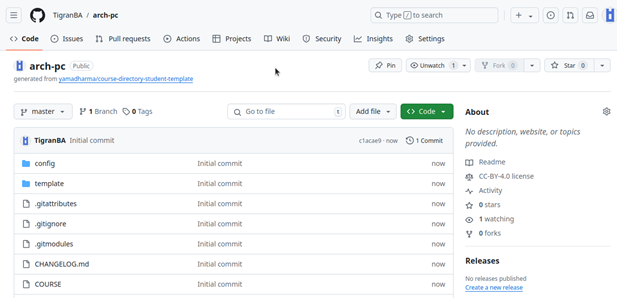 TigranBA / arch-pc
Type / to search
Code
Issues
Pull requests
Actions
Projects
Wiki
Security
Insights
Settings
arch-pc Public
Pin
Unwatch 1
Fork 0
Star 0
generated from yamadharma/course-directory-student-template
master
1 Branch
0 Tags
Go to file t
Add file
Code
TigranBA Initial commit c1acae9 · now 1 Commit
config Initial commit now
template Initial commit now
.gitattributes Initial commit now
.gitignore Initial commit now
.gitmodules Initial commit now
CHANGELOG.md Initial commit now
COURSE Initial commit now
About
No description, website, or topics
provided.
Readme
CC-BY-4.0 license
Activity
0 stars
1 watching
0 forks
Releases
No releases published
Create a new release